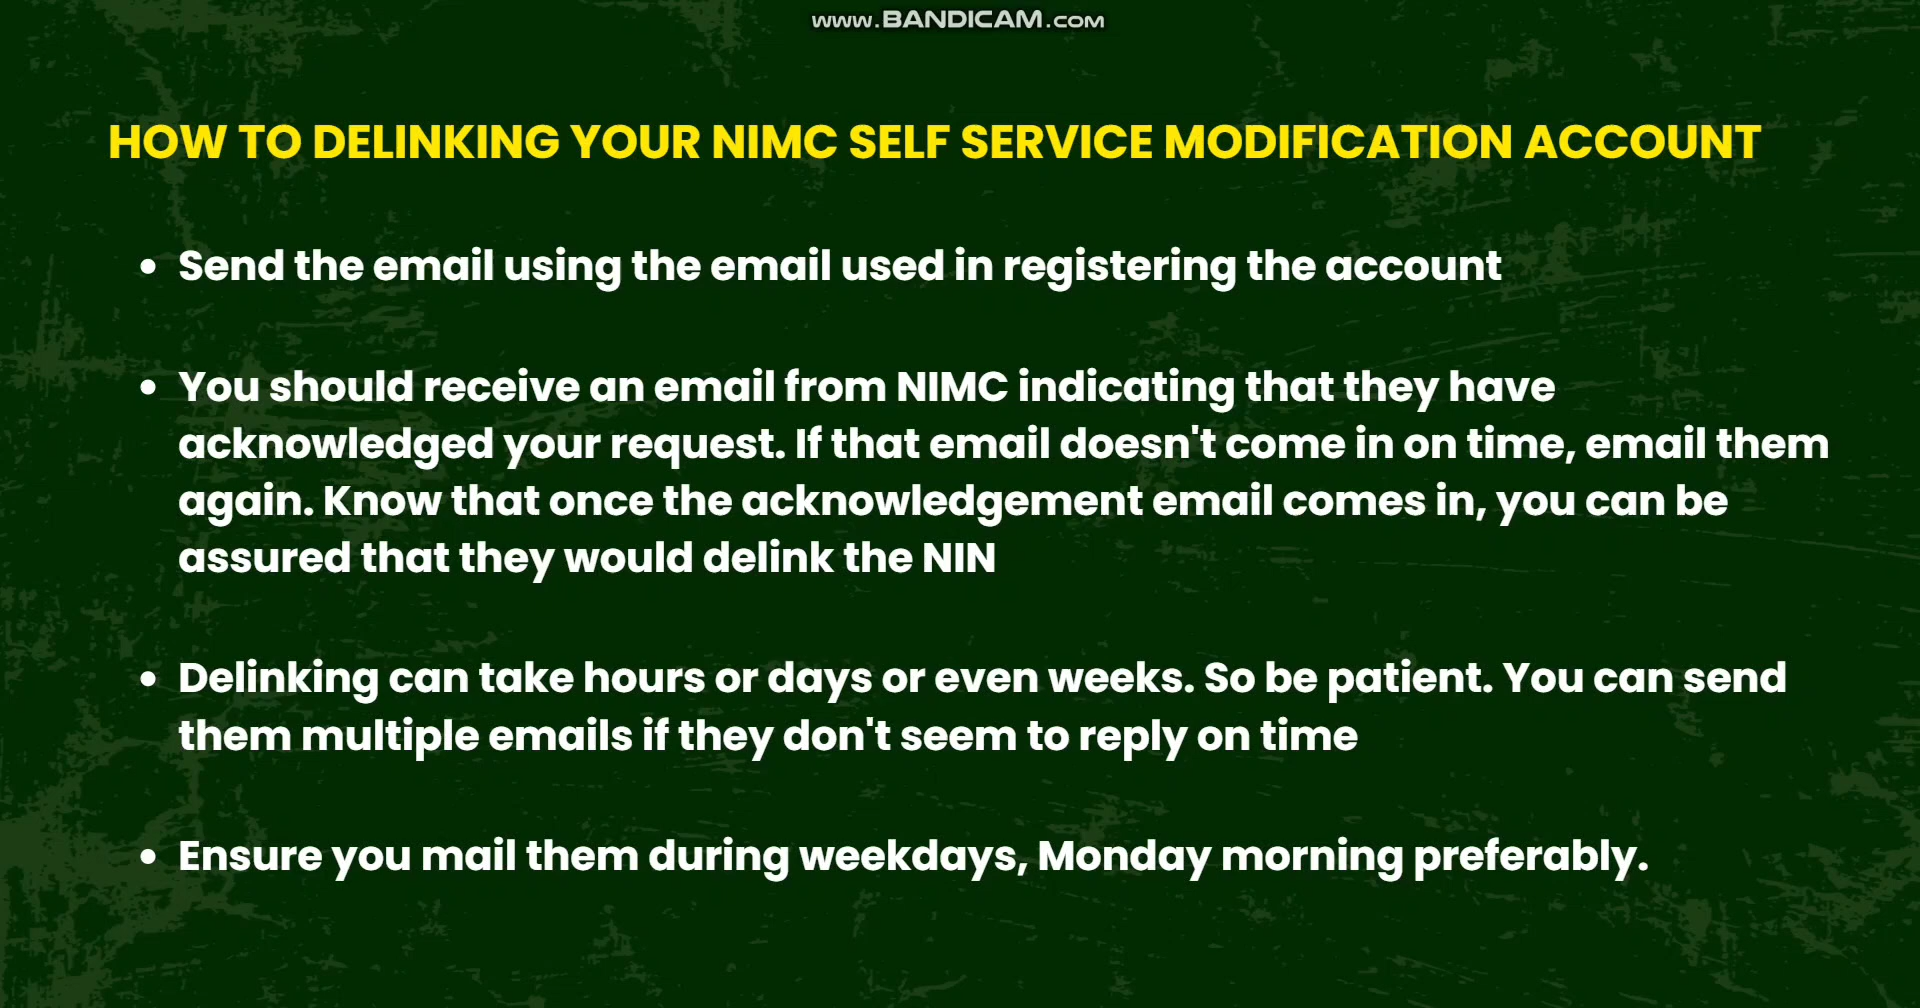 www.BANDICAM.com
HOW TO DELINKING YOUR NIMC SELF SERVICE MODIFICATION ACCOUNT
• Send the email using the email used in registering the account
• You should receive an email from NIMC indicating that they have
acknowledged your request. If that email doesn't come in on time, email them
again. Know that once the acknowledgement email comes in, you can be
assured that they would delink the NIN
• Delinking can take hours or days or even weeks. So be patient. You can send
them multiple emails if they don't seem to reply on time
• Ensure you mail them during weekdays, Monday morning preferably.